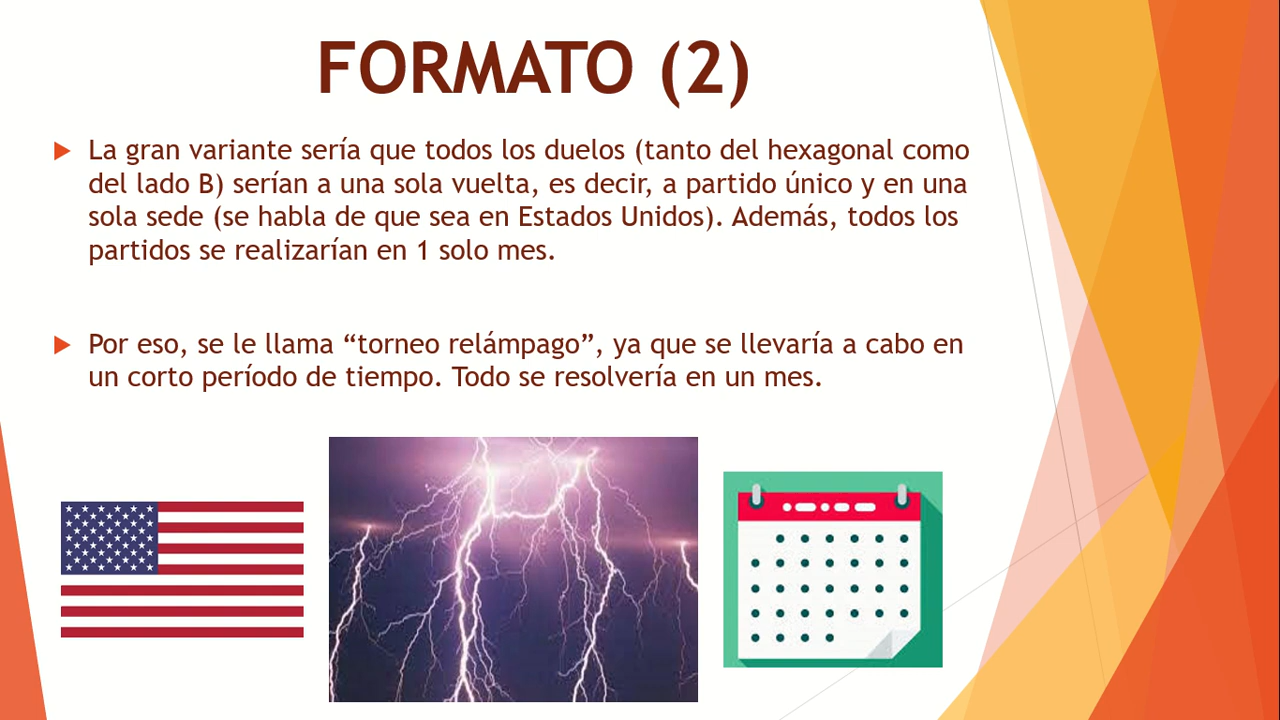 FORMATO (2)
La gran variante sería que todos los duelos (tanto del hexagonal como
del lado B) serían a una sola vuelta, es decir, a partido único y en una
sola sede (se habla de que sea en Estados Unidos). Además, todos los
partidos se realizarían en 1 solo mes.
Por eso, se le llama “torneo relámpago”, ya que se llevaría a cabo en
un corto período de tiempo. Todo se resolvería en un mes.